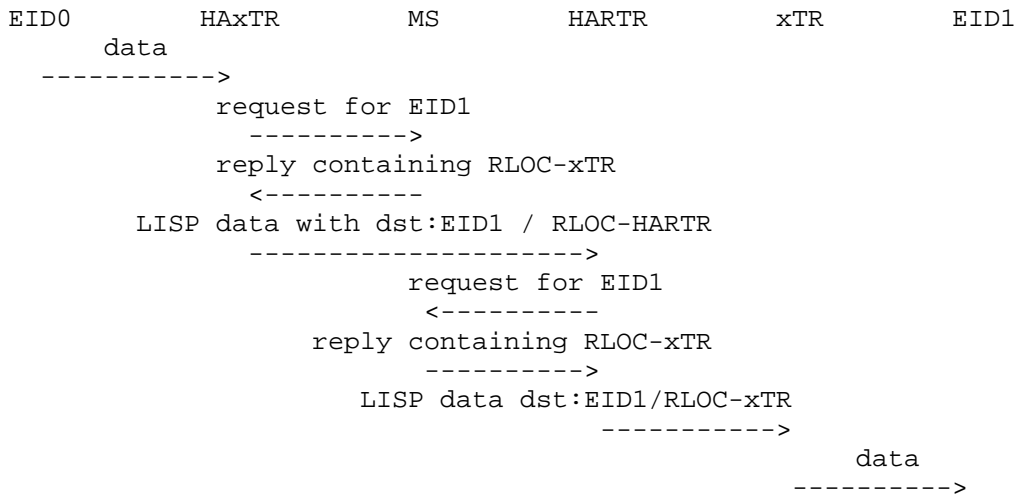 EID0 HAxTR MS HARTR xTR EID1
data
----------->
request for EID1
---------->
reply containing RLOC-xTR
<----------
LISP data with dst:EID1 / RLOC-HARTR
--------------------->
request for EID1
<----------
reply containing RLOC-xTR
---------->
LISP data dst:EID1/RLOC-xTR
----------->
data
---------->